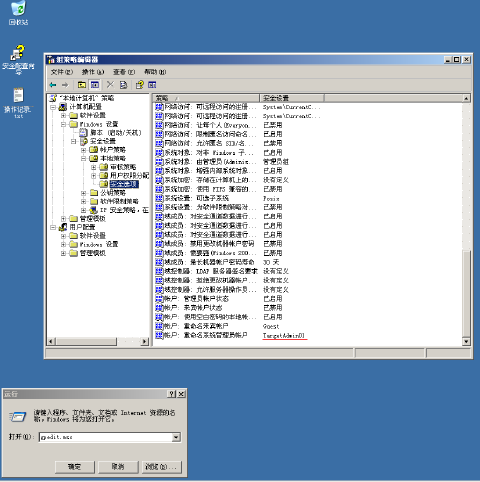 回收站
安全配置向
导
操作记录
txt
组策略编辑器
文件(F) 操作(A) 查看(V) 帮助(H)
“本地计算机”策略
计算机配置
软件设置
Windows 设置
脚本 (启动/关机)
安全设置
帐户策略
本地策略
审核策略
用户权限分配
安全选项
公钥策略
软件限制策略
IP 安全策略，在
管理模板
用户配置
软件设置
Windows 设置
管理模板
策略 安全设置
网络访问: 可远程访问的注册... System\CurrentC...
网络访问: 可远程访问的注册... System\CurrentC...
网络访问: 让每个人(Everyon... 已禁用
网络访问: 限制匿名访问命名... 已启用
网络访问: 允许匿名 SID/名... 已禁用
系统对象: 对非 Windows 子... 已启用
系统对象: 由管理员(Adminis... 管理员组
系统对象: 增强内部系统对象... 已启用
系统加密: 存储在计算机上的... 没有定义
系统加密: 使用 FIPS 兼容的... 已禁用
系统设置: 可选子系统 Posix
系统设置: 为软件限制策略对... 已禁用
域成员: 对安全通道数据进行... 已启用
域成员: 对安全通道数据进行... 已启用
域成员: 对安全通道数据进行... 已启用
域成员: 禁用更改机器帐户密码 已禁用
域成员: 需要强(Windows 200... 已禁用
域成员: 最长机器帐户密码寿命 30 天
域控制器: LDAP 服务器签名要求 没有定义
域控制器: 拒绝更改机器帐户... 没有定义
域控制器: 允许服务器操作员... 没有定义
帐户: 管理员帐户状态 已启用
帐户: 来宾帐户状态 已禁用
帐户: 使用空白密码的本地帐... 已启用
帐户: 重命名来宾帐户 Guest
帐户: 重命名系统管理员帐户 TargetAdmin01
运行
请键入程序、文件夹、文档或 Internet 资源的名
称，Windows 将为您打开它。
打开(O): gpedit.msc
确定 取消 浏览(B)...